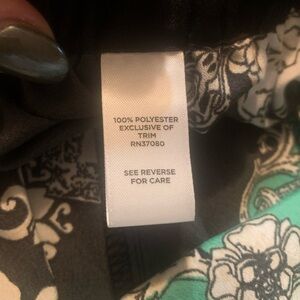 100% POLYESTER
EXCLUSIVE OF
TRIM
RN37080
SEE REVERSE
FOR CARE